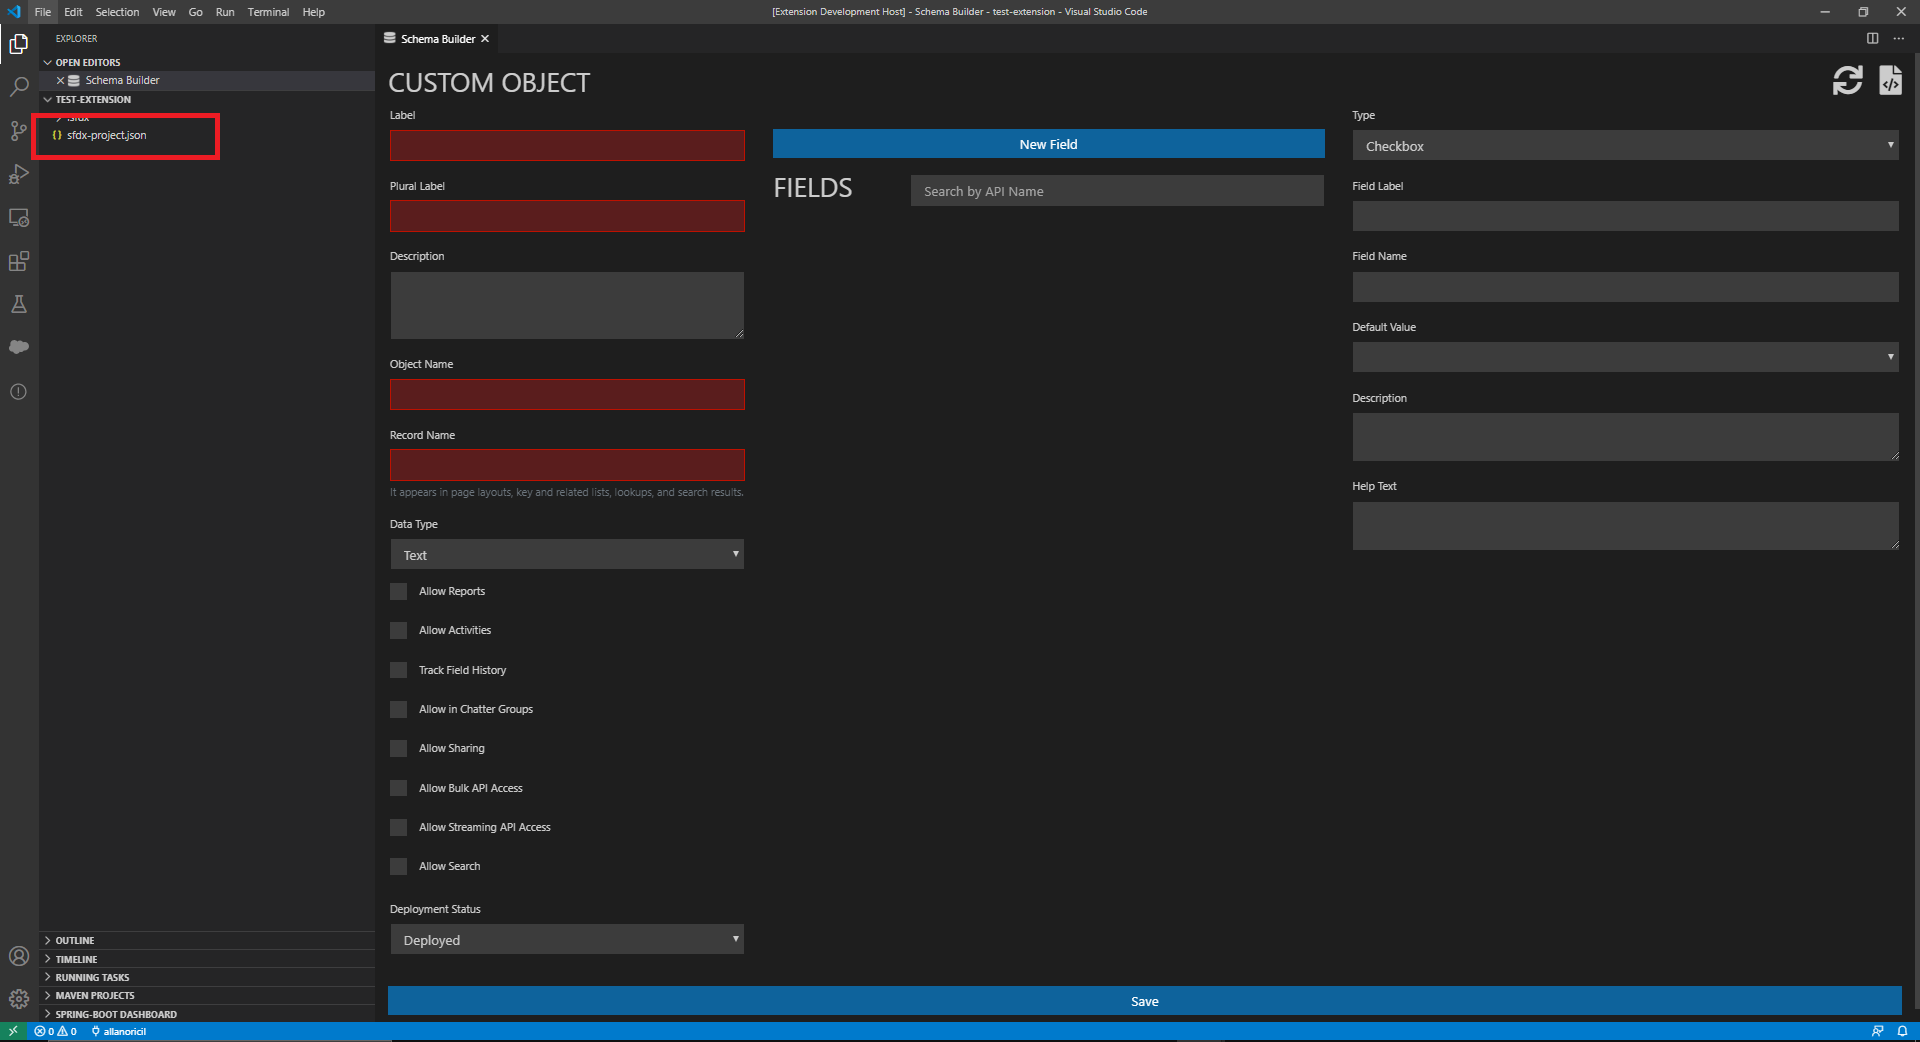 File Edit Selection View Go Run Terminal Help
[Extension Development Host] - Schema Builder - test-extension - Visual Studio Code
EXPLORER
OPEN EDITORS
Schema Builder
TEST-EXTENSION
.sfdx
sfdx-project.json
OUTLINE
TIMELINE
RUNNING TASKS
MAVEN PROJECTS
SPRING-BOOT DASHBOARD
Schema Builder
CUSTOM OBJECT
Label
Plural Label
Description
Object Name
Record Name
It appears in page layouts, key and related lists, lookups, and search results.
Data Type
Text
Allow Reports
Allow Activities
Track Field History
Allow in Chatter Groups
Allow Sharing
Allow Bulk API Access
Allow Streaming API Access
Allow Search
Deployment Status
Deployed
New Field
FIELDS
Search by API Name
Type
Checkbox
Field Label
Field Name
Default Value
Description
Help Text
Save
0 0 allanoricil